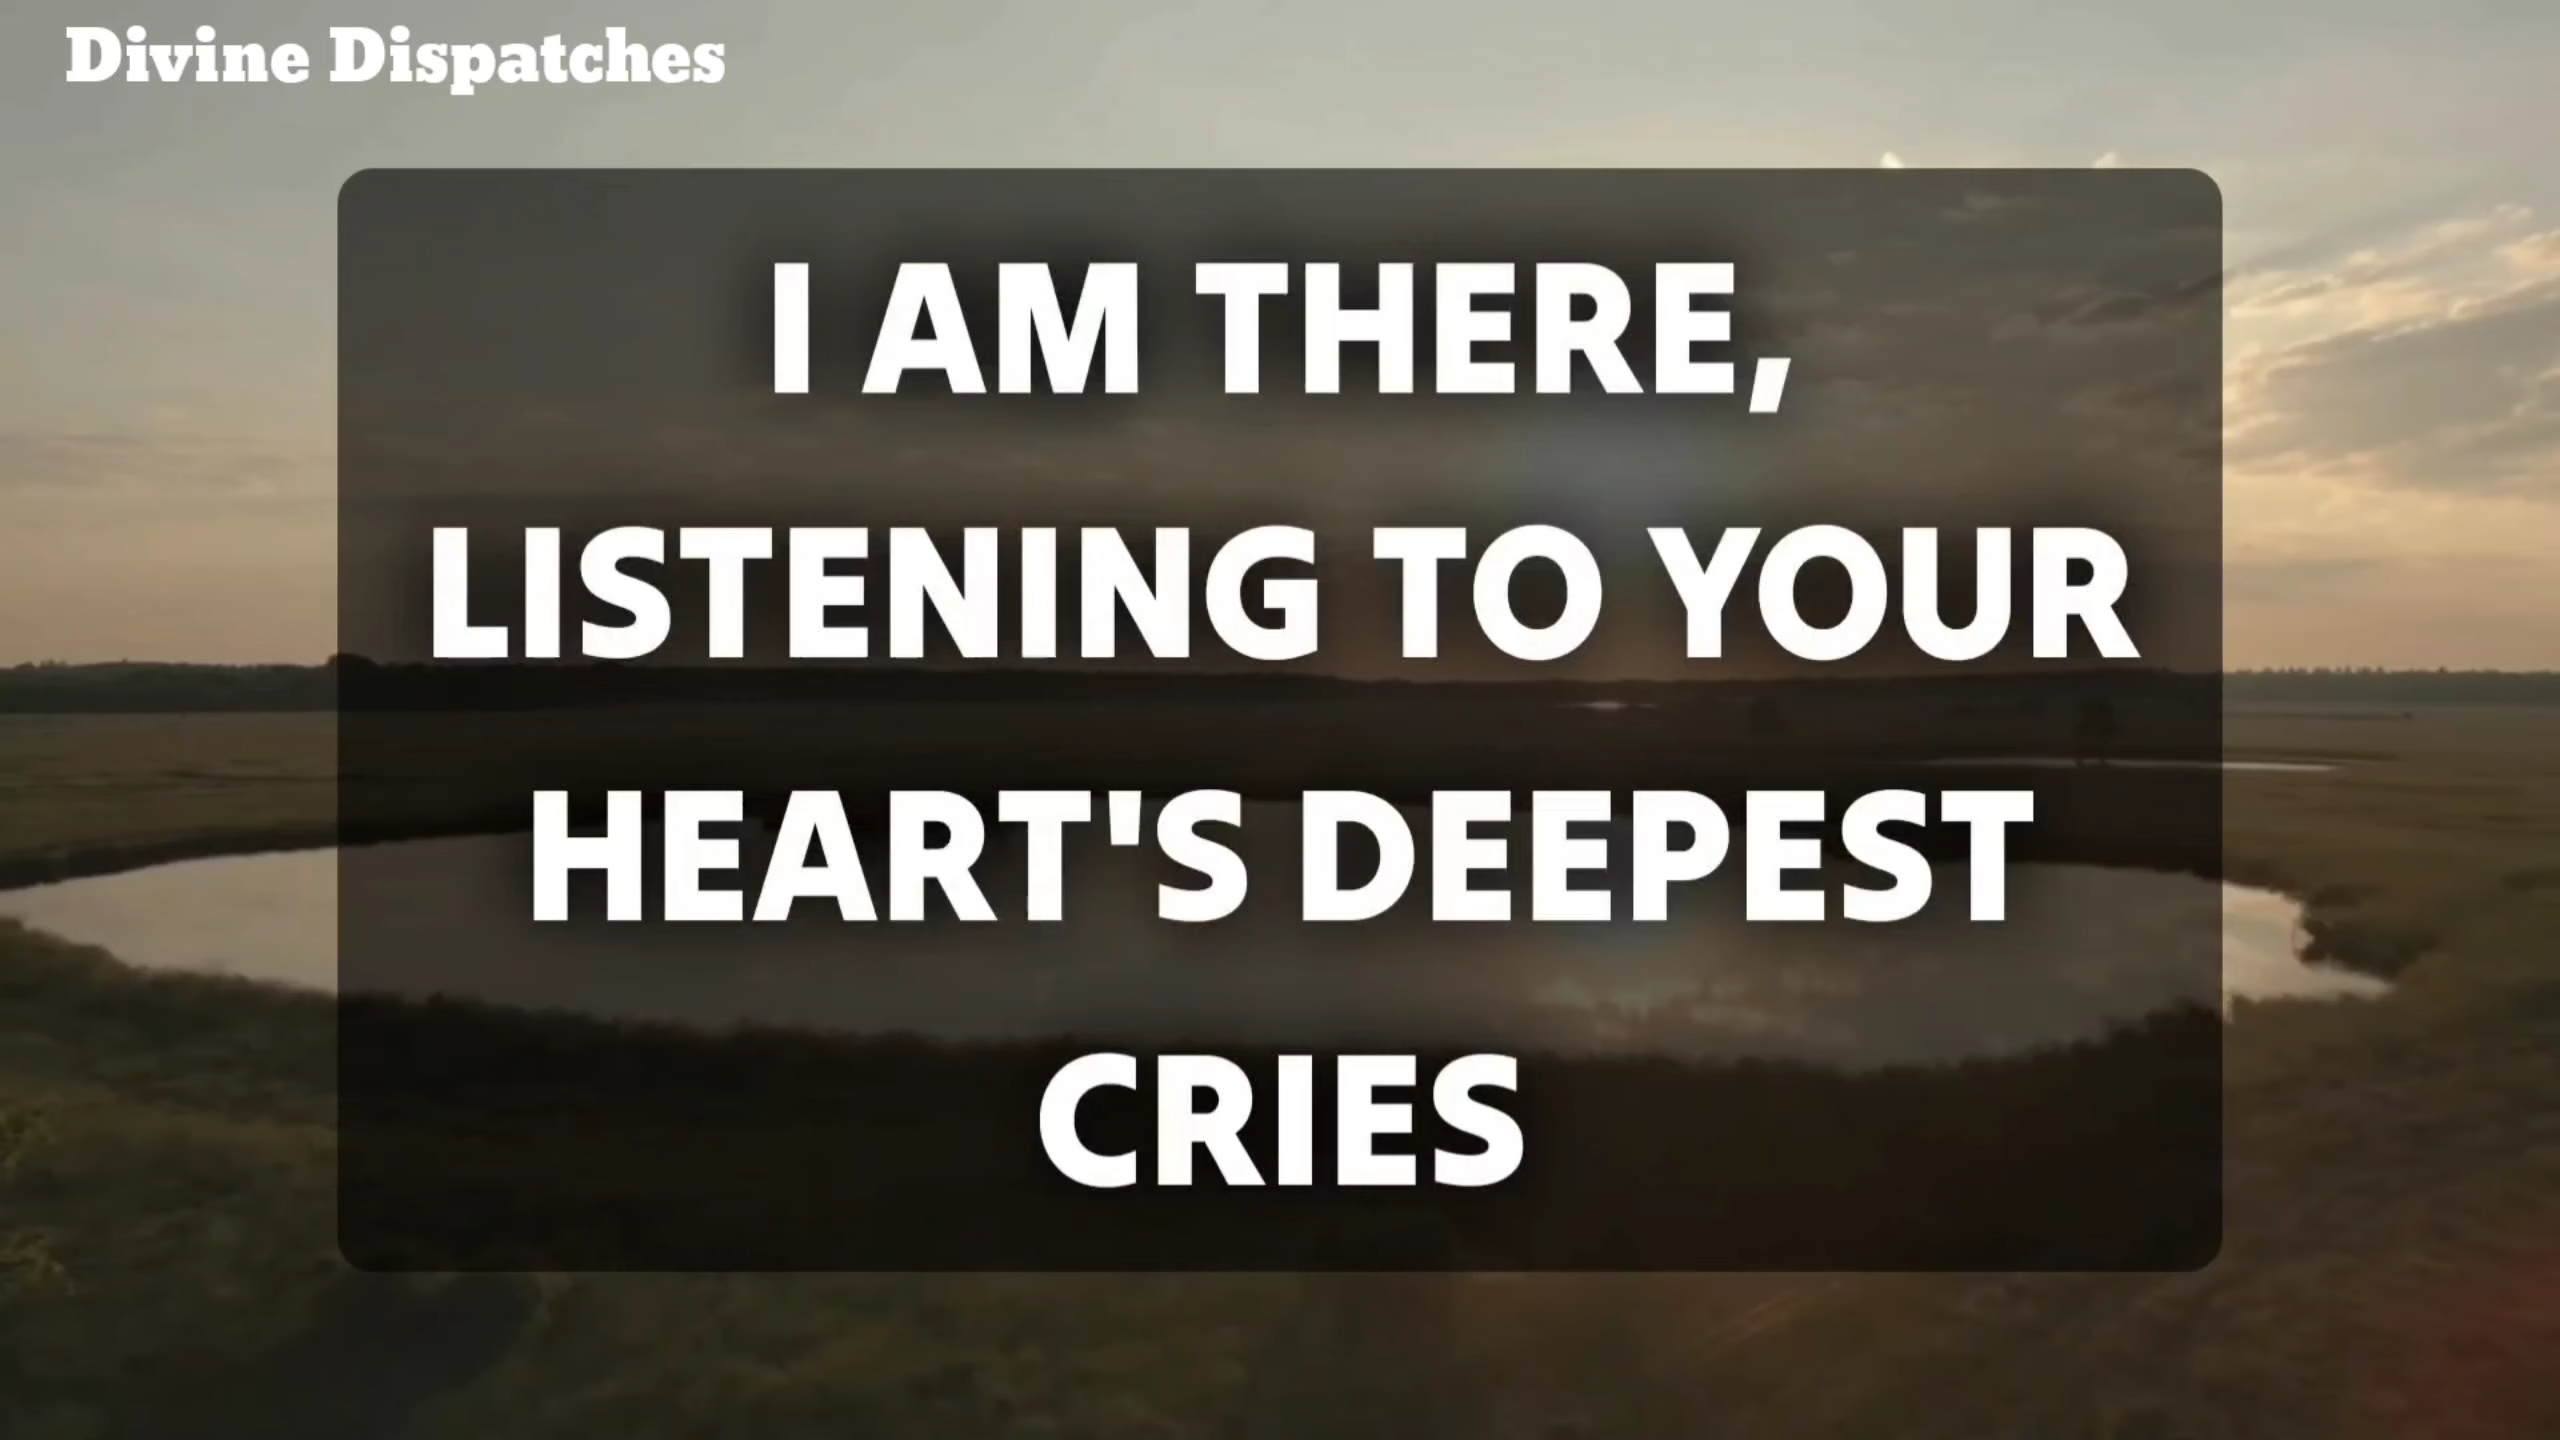 Divine Dispatches
I AM THERE,
LISTENING TO YOUR
HEART'S DEEPEST
CRIES